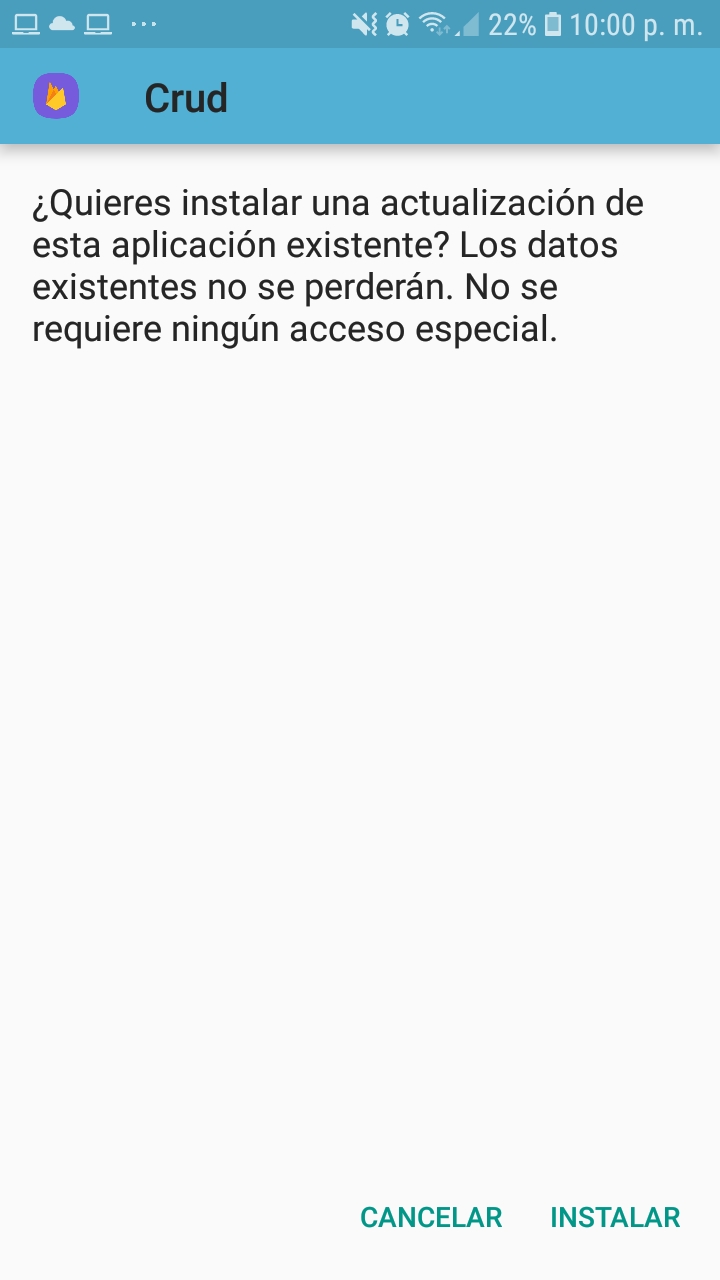 22% 10:00 p. m.
Crud
¿Quieres instalar una actualización de
esta aplicación existente? Los datos
existentes no se perderán. No se
requiere ningún acceso especial.
CANCELAR INSTALAR